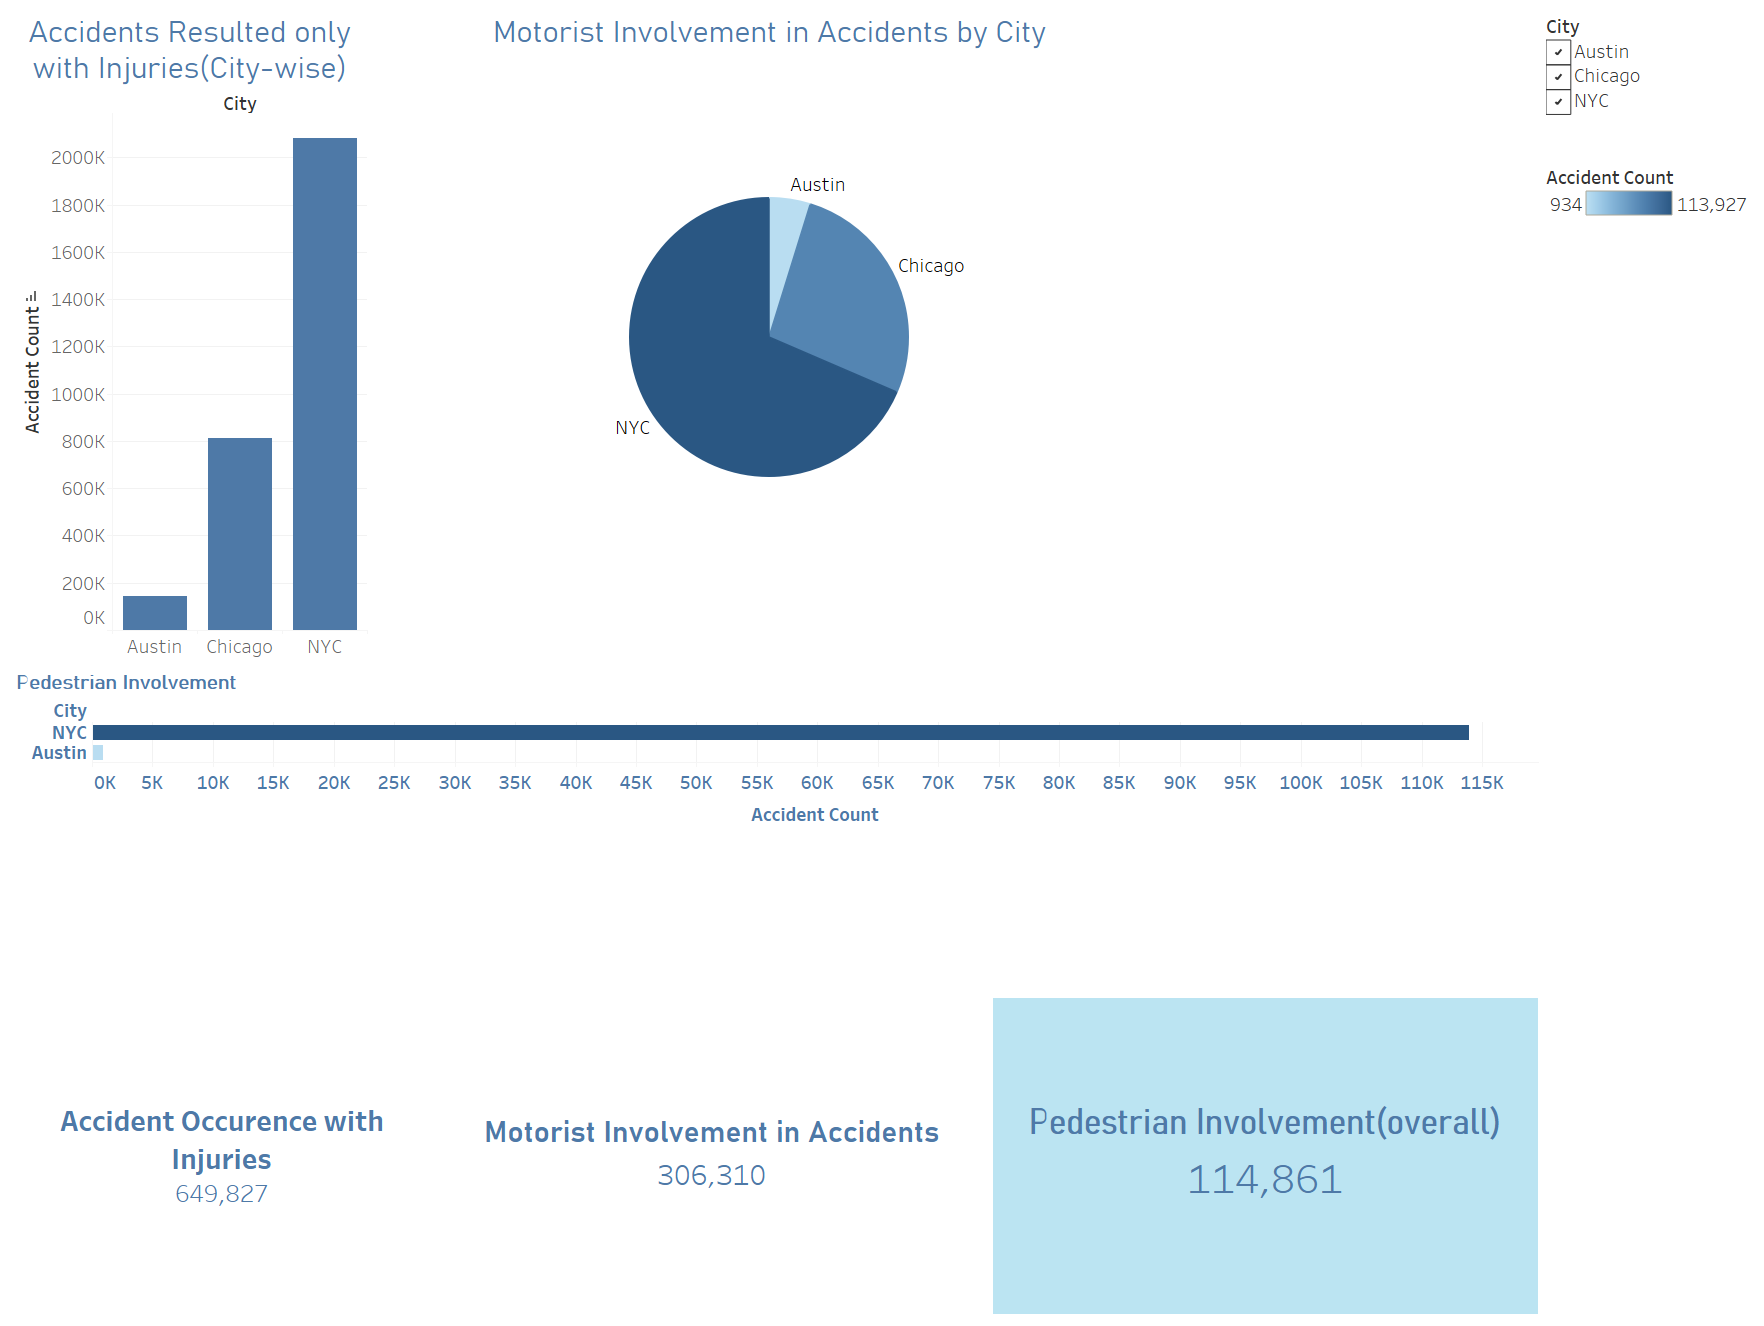 Accidents Resulted only
with Injuries(City-wise)
City
2000K
1800K
1600K
1400K
1200K
1000K
800K
600K
400K
200K
0K
Accident Count
Austin Chicago NYC
Motorist Involvement in Accidents by City
Austin
Chicago
NYC
City
Austin
Chicago
NYC
Accident Count
934 113,927
Pedestrian Involvement
City
NYC
Austin
0K 5K 10K 15K 20K 25K 30K 35K 40K 45K 50K 55K 60K 65K 70K 75K 80K 85K 90K 95K 100K 105K 110K 115K
Accident Count
Accident Occurence with
Injuries
649,827
Motorist Involvement in Accidents
306,310
Pedestrian Involvement(overall)
114,861